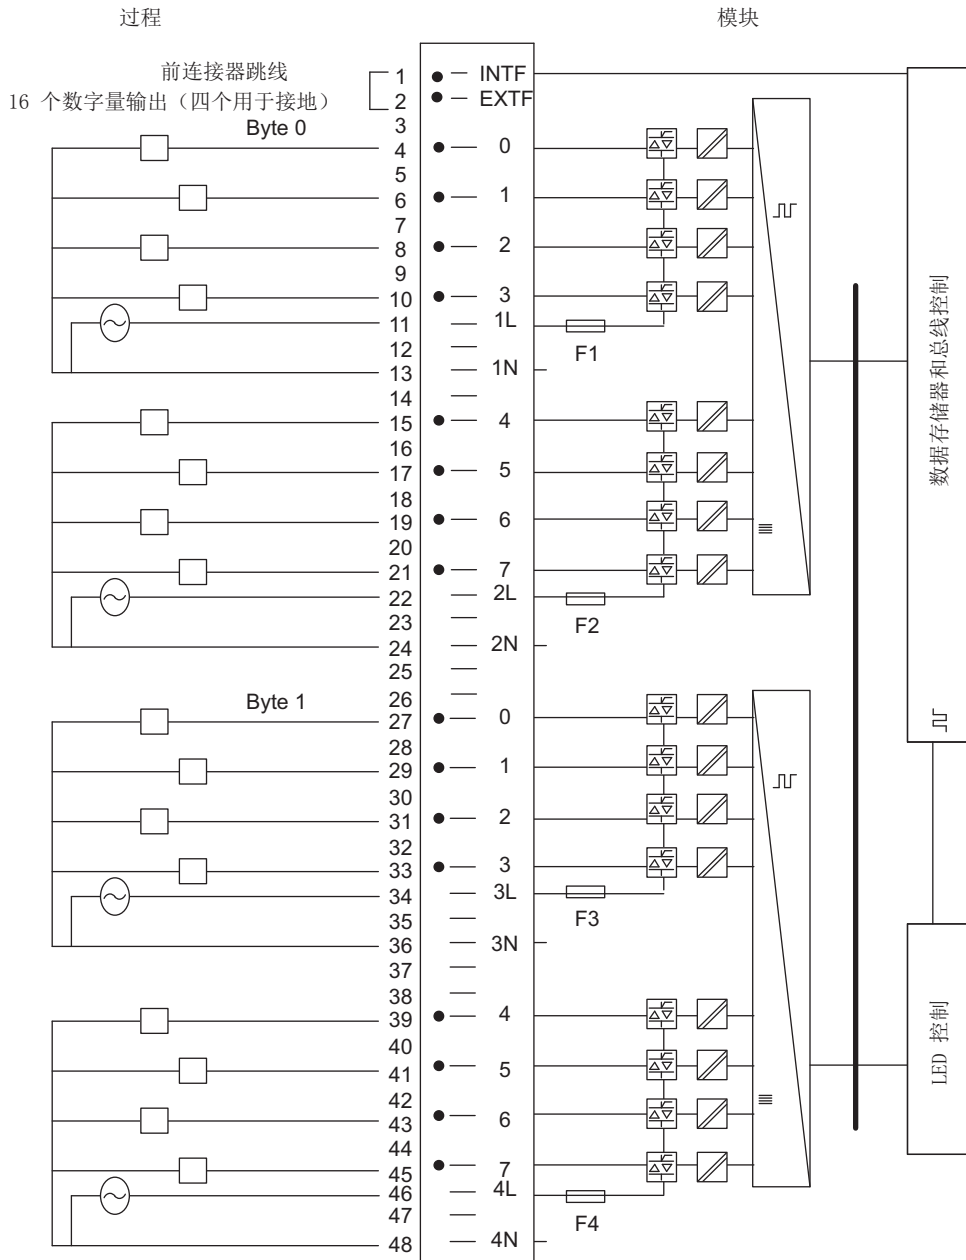 过程
模块
前连接器跳线
16 个数字量输出（四个用于接地）
Byte 0
1 INTF
2 EXTF
3
4 0
5
6 1
7
8 2
9
10 3
11 1L
F1
12
13 1N
14
15 4
16
17 5
18
19 6
20
21 7
22 2L
F2
23
24 2N
25
26
Byte 1
27 0
28
29 1
30
31 2
32
33 3
34 3L
F3
35
36 3N
37
38
39 4
40
41 5
42
43 6
44
45 7
46 4L
F4
47
48 4N
数据存储器和总线控制
LED 控制